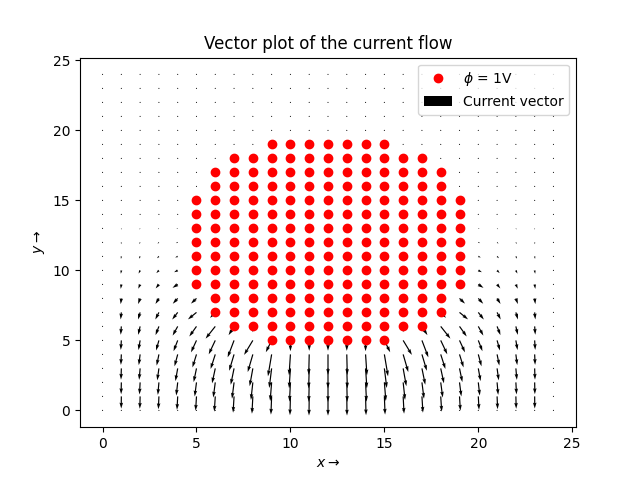 Vector plot of the current flow
ϕ = 1V
Current vector
25
20
15
10
5
0
y→
0 5 10 15 20 25
x→